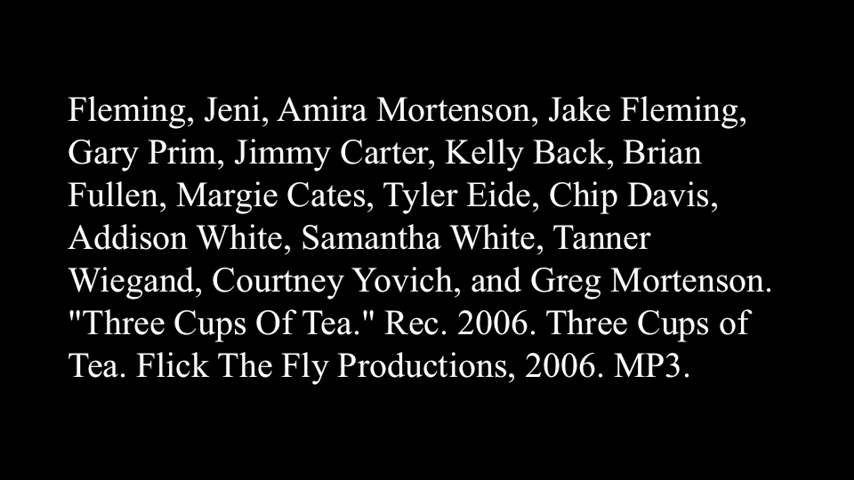 Fleming, Jeni, Amira Mortenson, Jake Fleming,
Gary Prim, Jimmy Carter, Kelly Back, Brian
Fullen, Margie Cates, Tyler Eide, Chip Davis,
Addison White, Samantha White, Tanner
Wiegand, Courtney Yovich, and Greg Mortenson.
"Three Cups Of Tea." Rec. 2006. Three Cups of
Tea. Flick The Fly Productions, 2006. MP3.